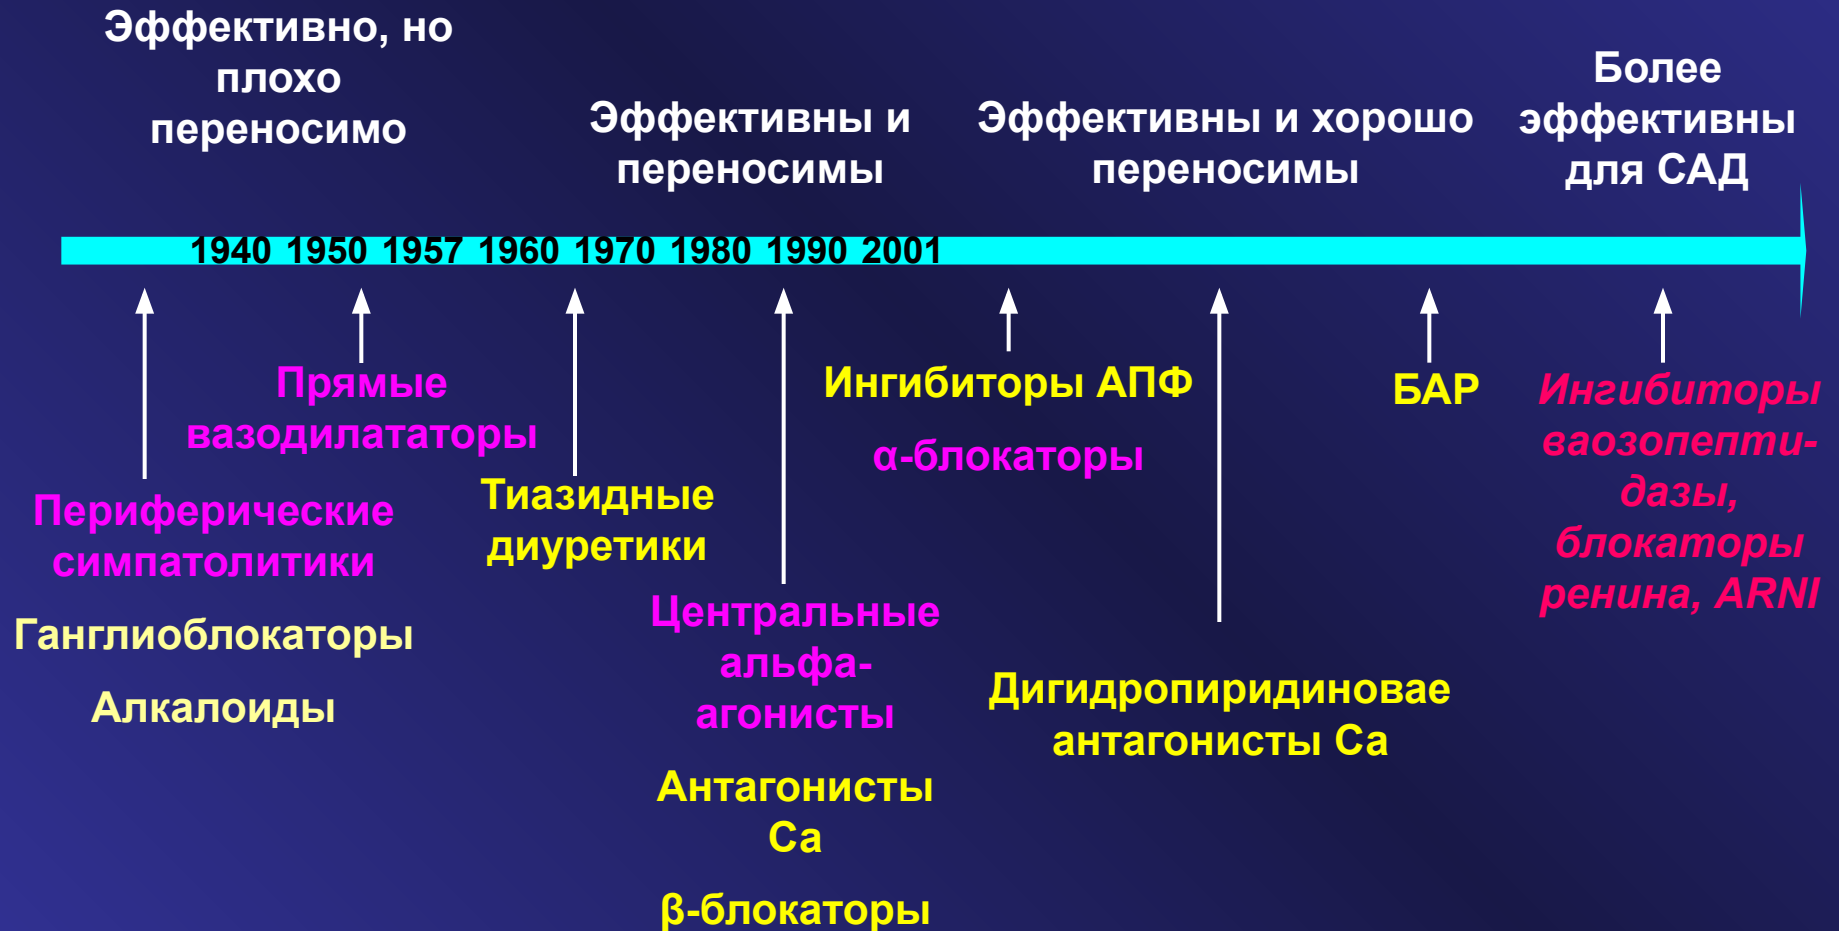 Эффективно, но
плохо
переносимо
Эффективны и
переносимы
Эффективны и хорошо
переносимы
Более
эффективны
для САД
1940 1950 1957 1960 1970 1980 1990 2001
Прямые
вазодилататоры
Периферические
симпатолитики
Ганглиоблокаторы
Алкалоиды
Тиазидные
диуретики
Центральные
альфа-
агонисты
Антагонисты
Са
β-блокаторы
Ингибиторы АПФ
α-блокаторы
Дигидропиридиновае
антагонисты Са
БАР
Ингибиторы
ваозопепти-
дазы,
блокаторы
ренина, ARNI